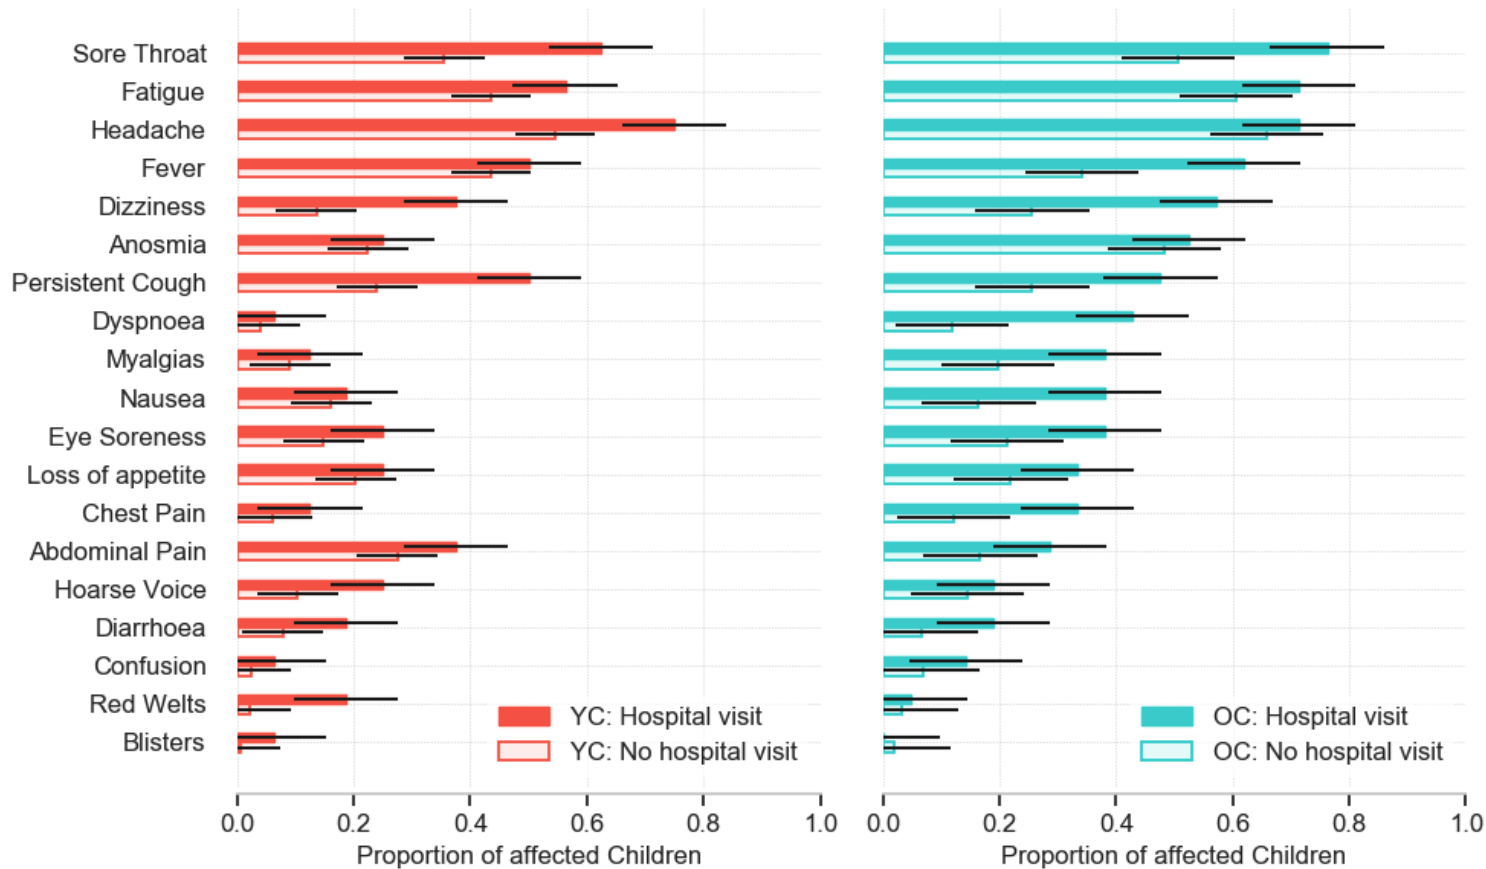 Sore Throat
Fatigue
Headache
Fever
Dizziness
Anosmia
Persistent Cough
Dyspnoea
Myalgias
Nausea
Eye Soreness
Loss of appetite
Chest Pain
Abdominal Pain
Hoarse Voice
Diarrhoea
Confusion
Red Welts
Blisters
YC: Hospital visit
YC: No hospital visit
0.0 0.2 0.4 0.6 0.8 1.0
Proportion of affected Children
OC: Hospital visit
OC: No hospital visit
0.0 0.2 0.4 0.6 0.8 1.0
Proportion of affected Children